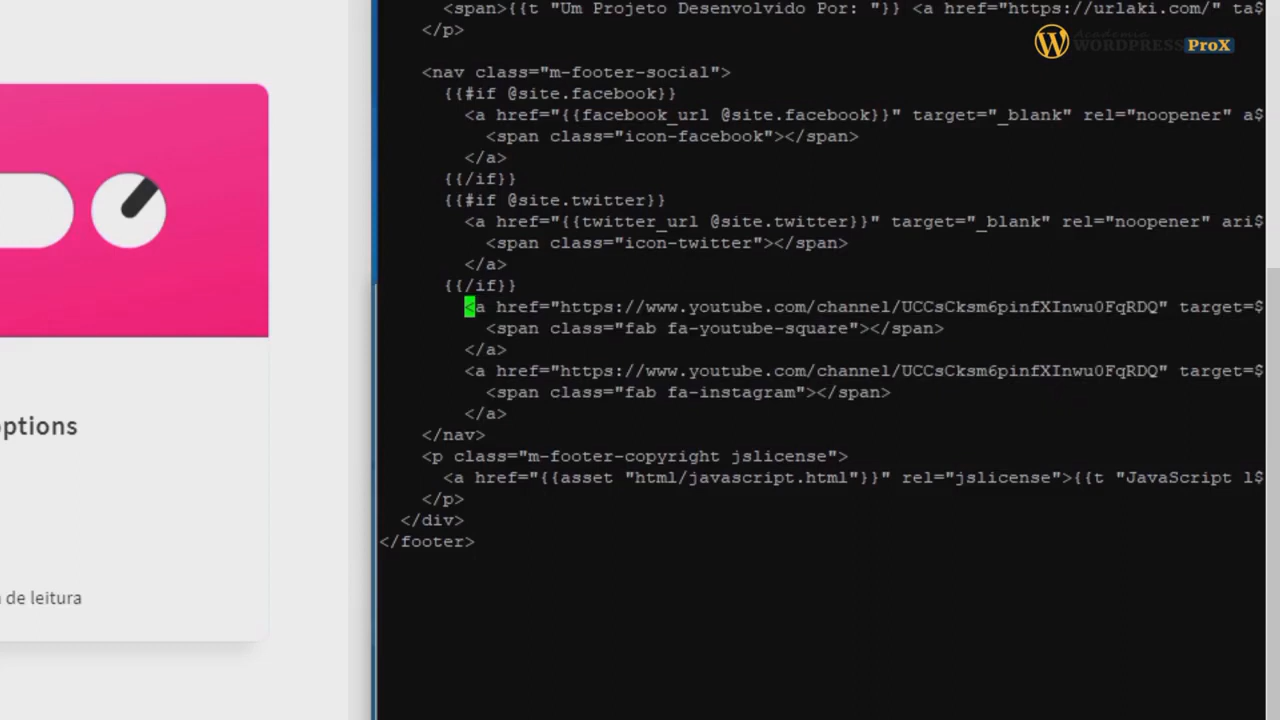 <span>{{t "Um Projeto Desenvolvido Por: "}} <a href="https://urlaki.com/" ta$
</p>
Academia
WORDPRESS ProX
<nav class="m-footer-social">
{{#if @site.facebook}}
<a href="{{facebook_url @site.facebook}}" target="_blank" rel="noopener" a$
<span class="icon-facebook"></span>
</a>
{{/if}}
{{#if @site.twitter}}
<a href="{{twitter_url @site.twitter}}" target="_blank" rel="noopener" ari$
<span class="icon-twitter"></span>
</a>
{{/if}}
<a href="https://www.youtube.com/channel/UCCsCksm6pinfXInwu0FqRDQ" target=$
<span class="fab fa-youtube-square"></span>
</a>
<a href="https://www.youtube.com/channel/UCCsCksm6pinfXInwu0FqRDQ" target=$
<span class="fab fa-instagram"></span>
</a>
</nav>
<p class="m-footer-copyright jslicense">
<a href="{{asset "html/javascript.html"}}" rel="jslicense">{{t "JavaScript l$
</p>
</div>
</footer>
options
de leitura